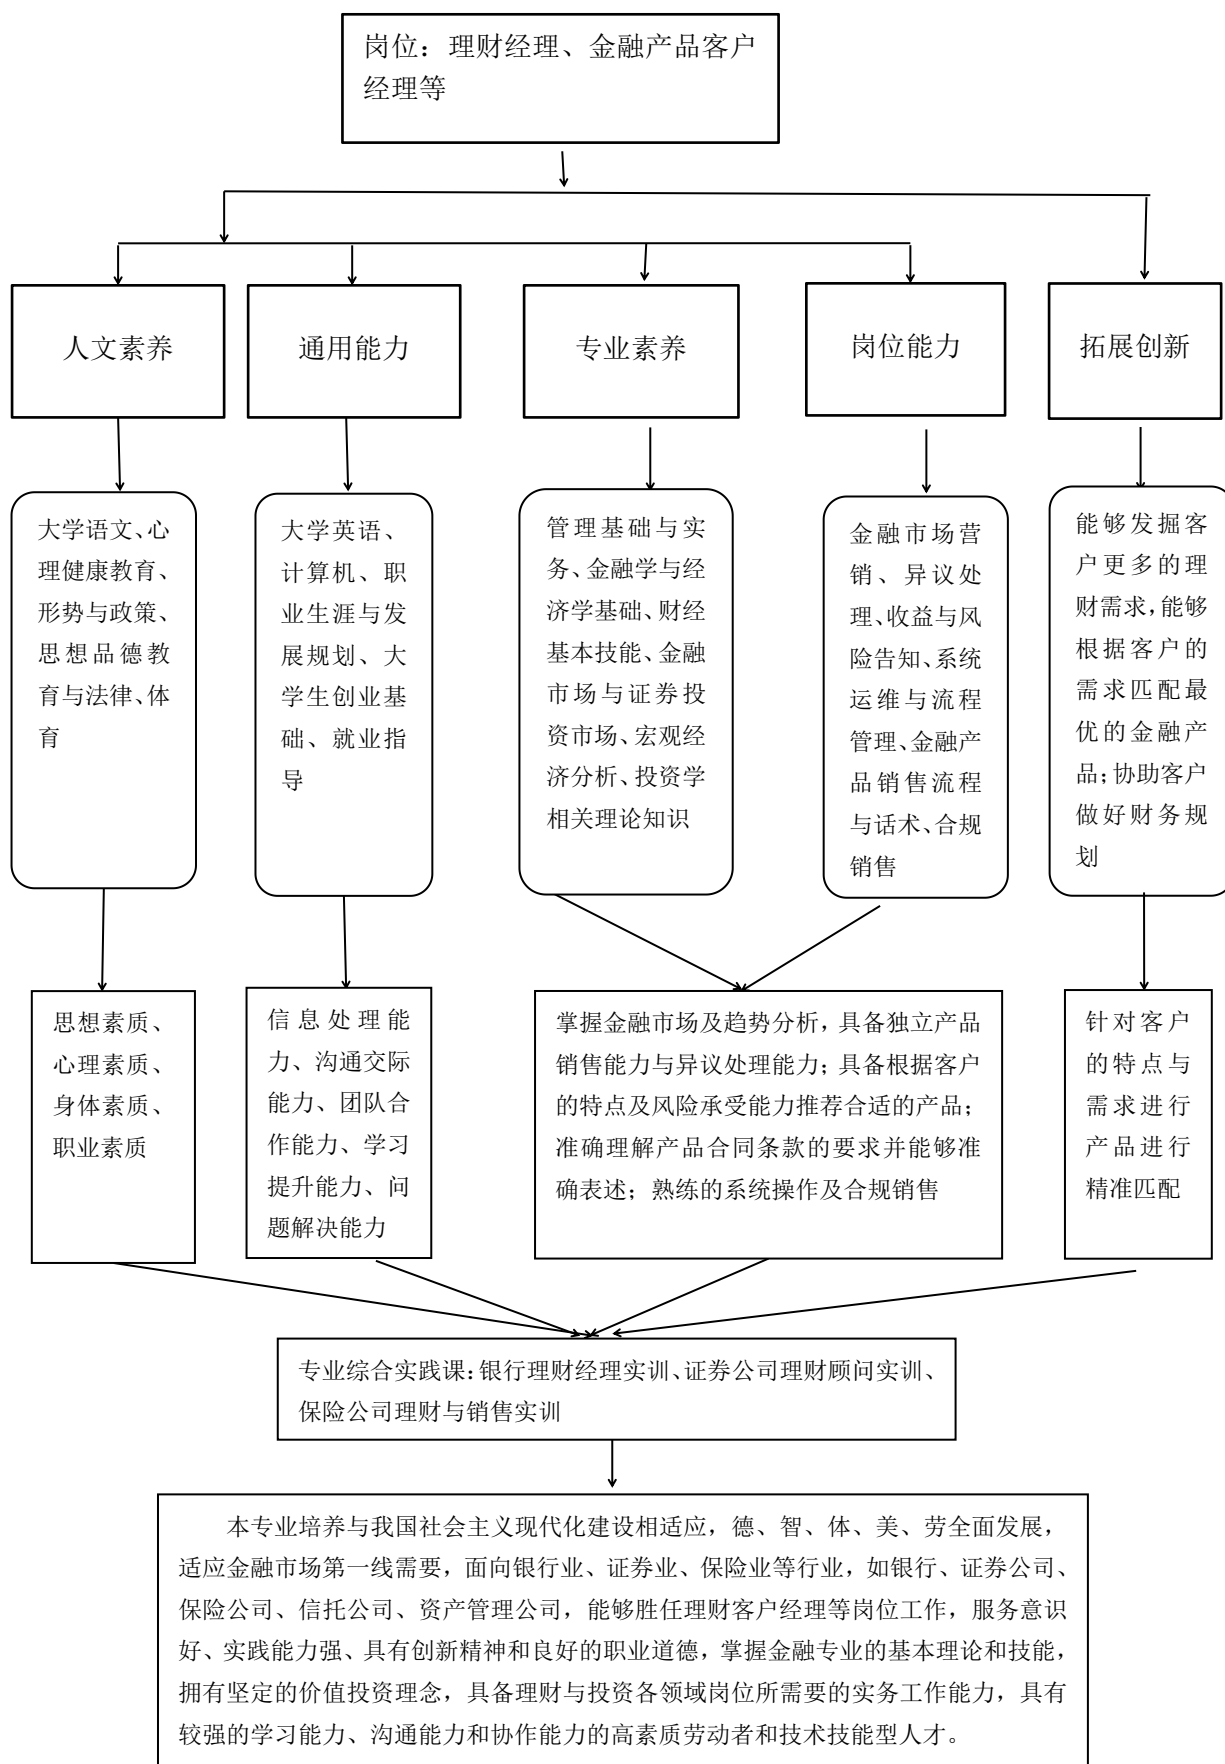 岗位：理财经理、金融产品客户
经理等
人文素养
通用能力
专业素养
岗位能力
拓展创新
大学语文、心
理健康教育、
形势与政策、
思想品德教
育与法律、体
育
大学英语、
计算机、职
业生涯与发
展规划、大
学生创业基
础、就业指
导
管理基础与实
务、金融学与经
济学基础、财经
基本技能、金融
市场与证券投
资市场、宏观经
济分析、投资学
相关理论知识
金融市场营
销、异议处
理、收益与风
险告知、系统
运维与流程
管理、金融产
品销售流程
与话术、合规
销售
能够发掘客
户更多的理
财需求，能够
根据客户的
需求匹配最
优的金融产
品；协助客户
做好财务规
划
思想素质、
心理素质、
身体素质、
职业素质
信息处理能
力、沟通交际
能力、团队合
作能力、学习
提升能力、问
题解决能力
掌握金融市场及趋势分析，具备独立产品
销售能力与异议处理能力；具备根据客户
的特点及风险承受能力推荐合适的产品；
准确理解产品合同条款的要求并能够准
确表述；熟练的系统操作及合规销售
针对客户
的特点与
需求进行
产品进行
精准匹配
专业综合实践课：银行理财经理实训、证券公司理财顾问实训、
保险公司理财与销售实训
本专业培养与我国社会主义现代化建设相适应，德、智、体、美、劳全面发展，
适应金融市场第一线需要，面向银行业、证券业、保险业等行业，如银行、证券公司、
保险公司、信托公司、资产管理公司，能够胜任理财客户经理等岗位工作，服务意识
好、实践能力强、具有创新精神和良好的职业道德，掌握金融专业的基本理论和技能，
拥有坚定的价值投资理念，具备理财与投资各领域岗位所需要的实务工作能力，具有
较强的学习能力、沟通能力和协作能力的高素质劳动者和技术技能型人才。